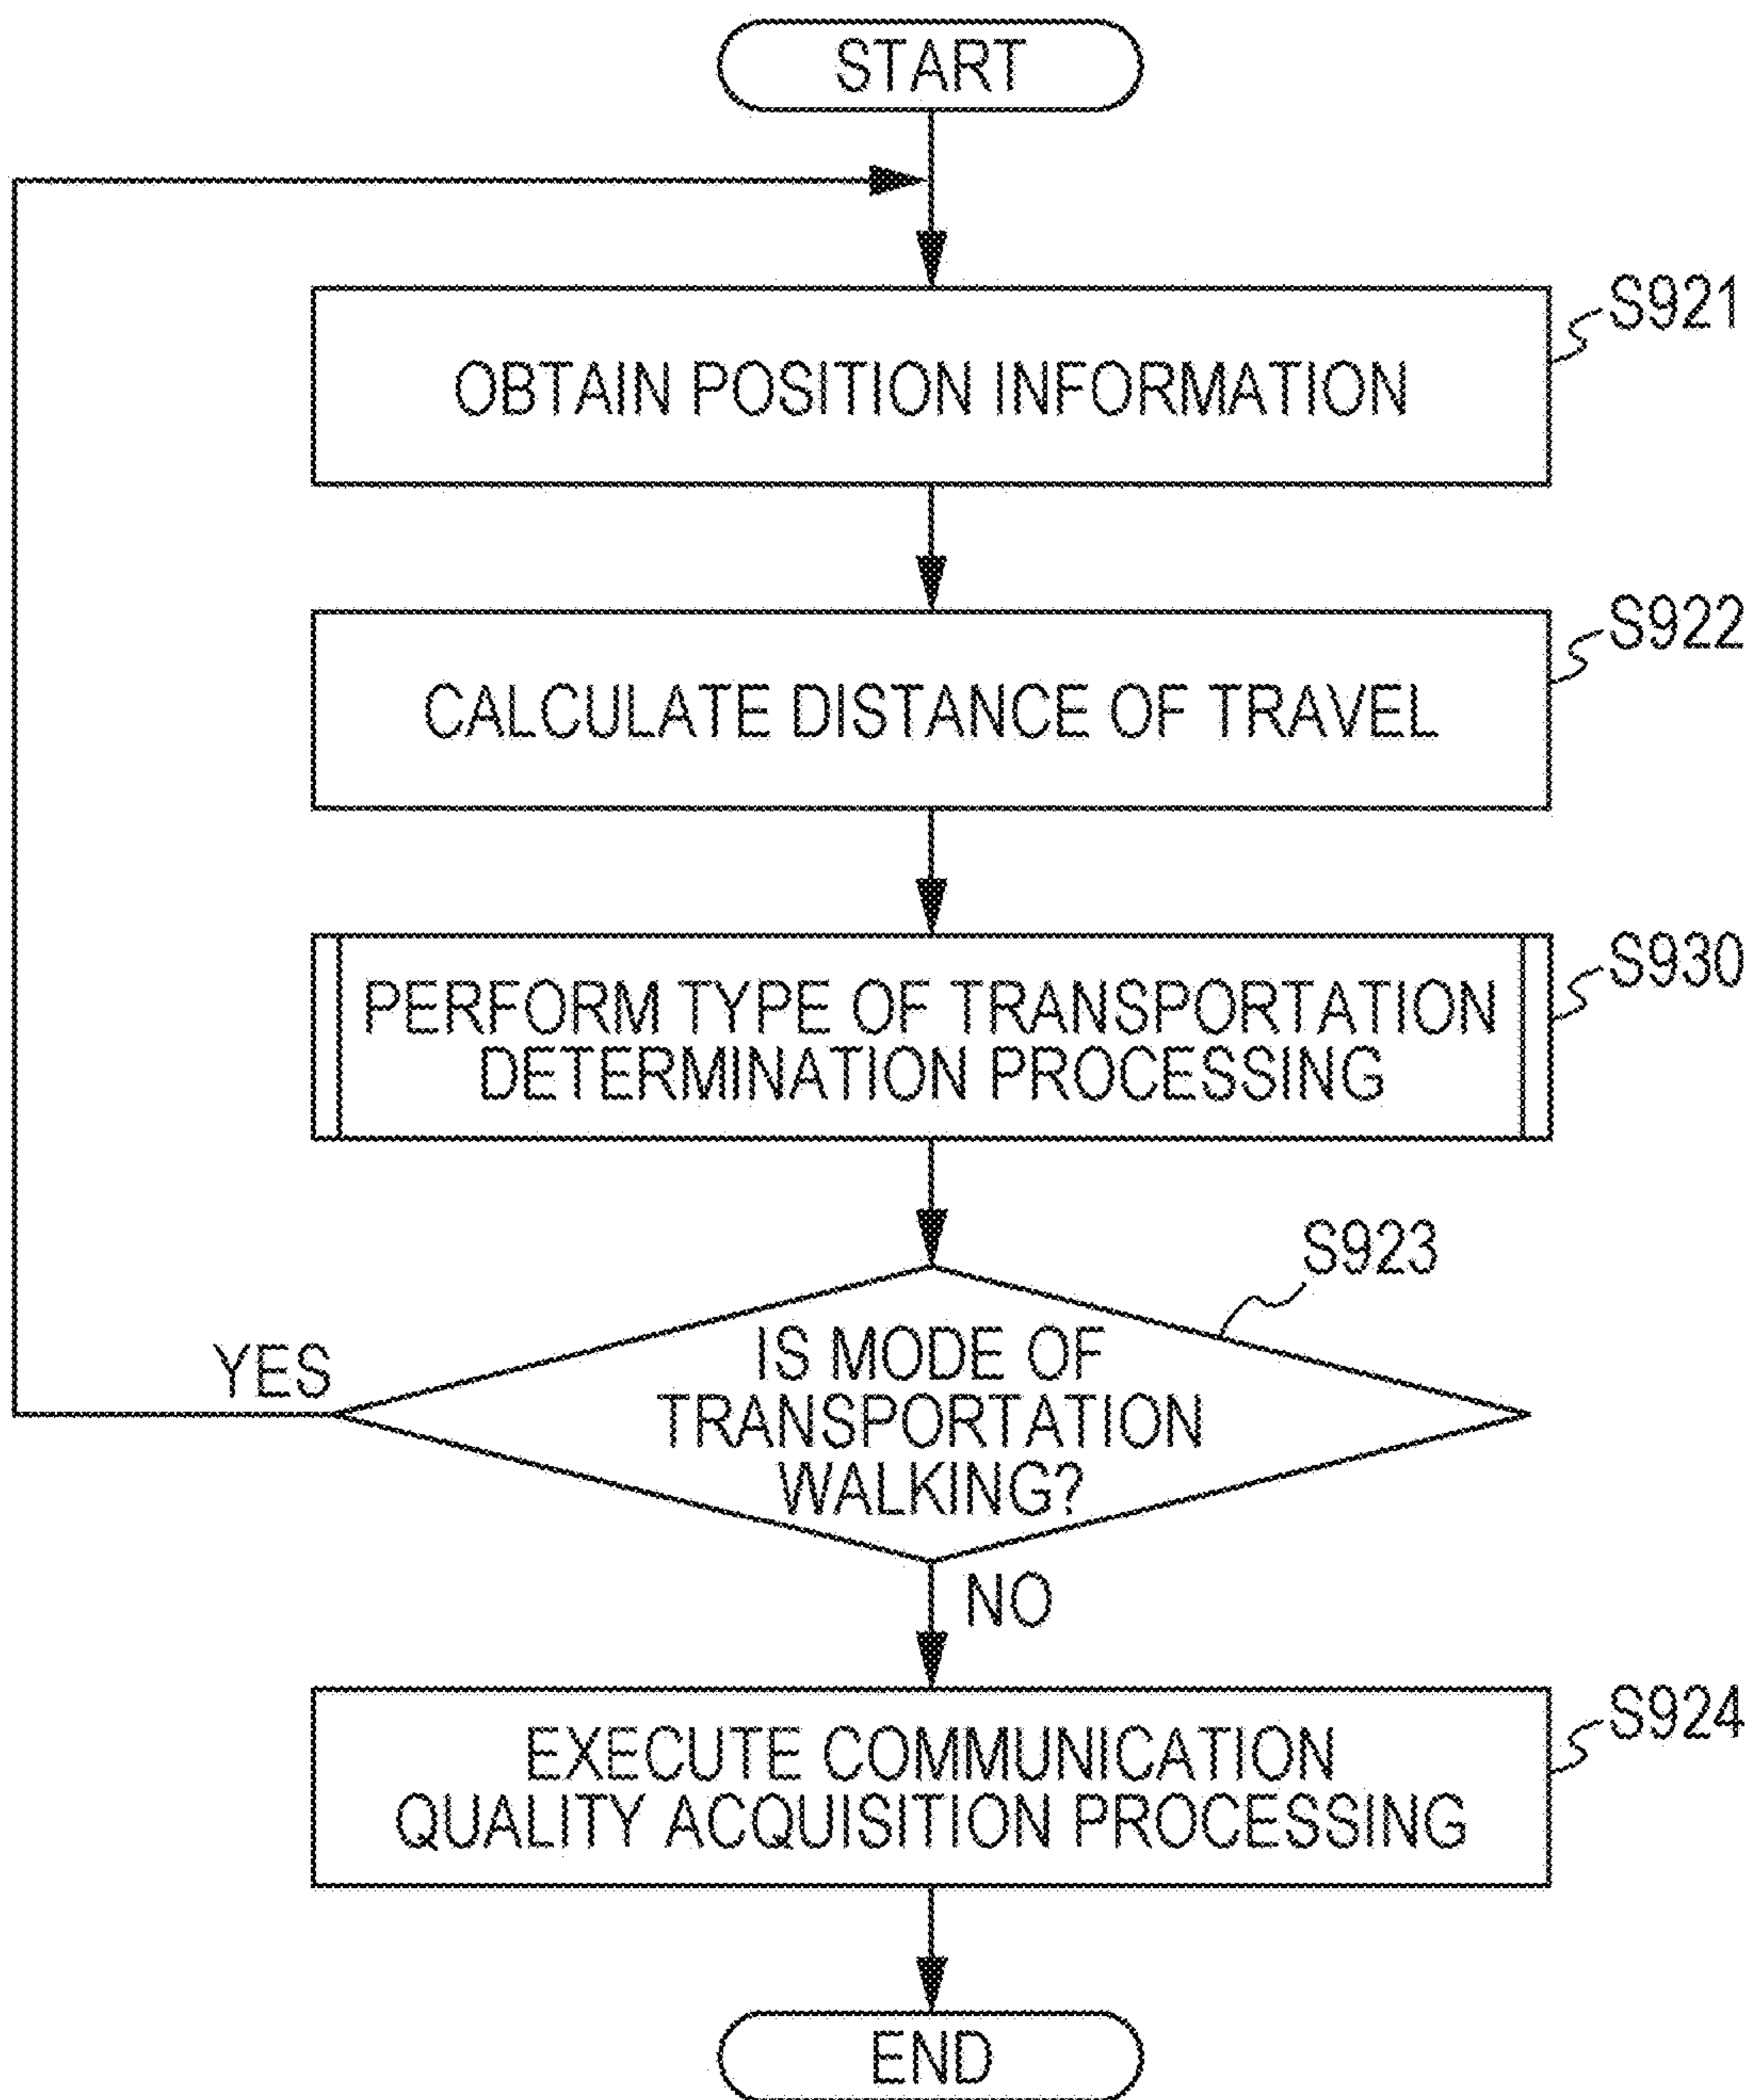 START
S921
OBTAIN POSITION INFORMATION
S922
CALCULATE DISTANCE OF TRAVEL
S930
PERFORM TYPE OF TRANSPORTATION
DETERMINATION PROCESSING
S923
IS MODE OF
TRANSPORTATION
WALKING?
YES
NO
S924
EXECUTE COMMUNICATION
QUALITY ACQUISITION PROCESSING
END